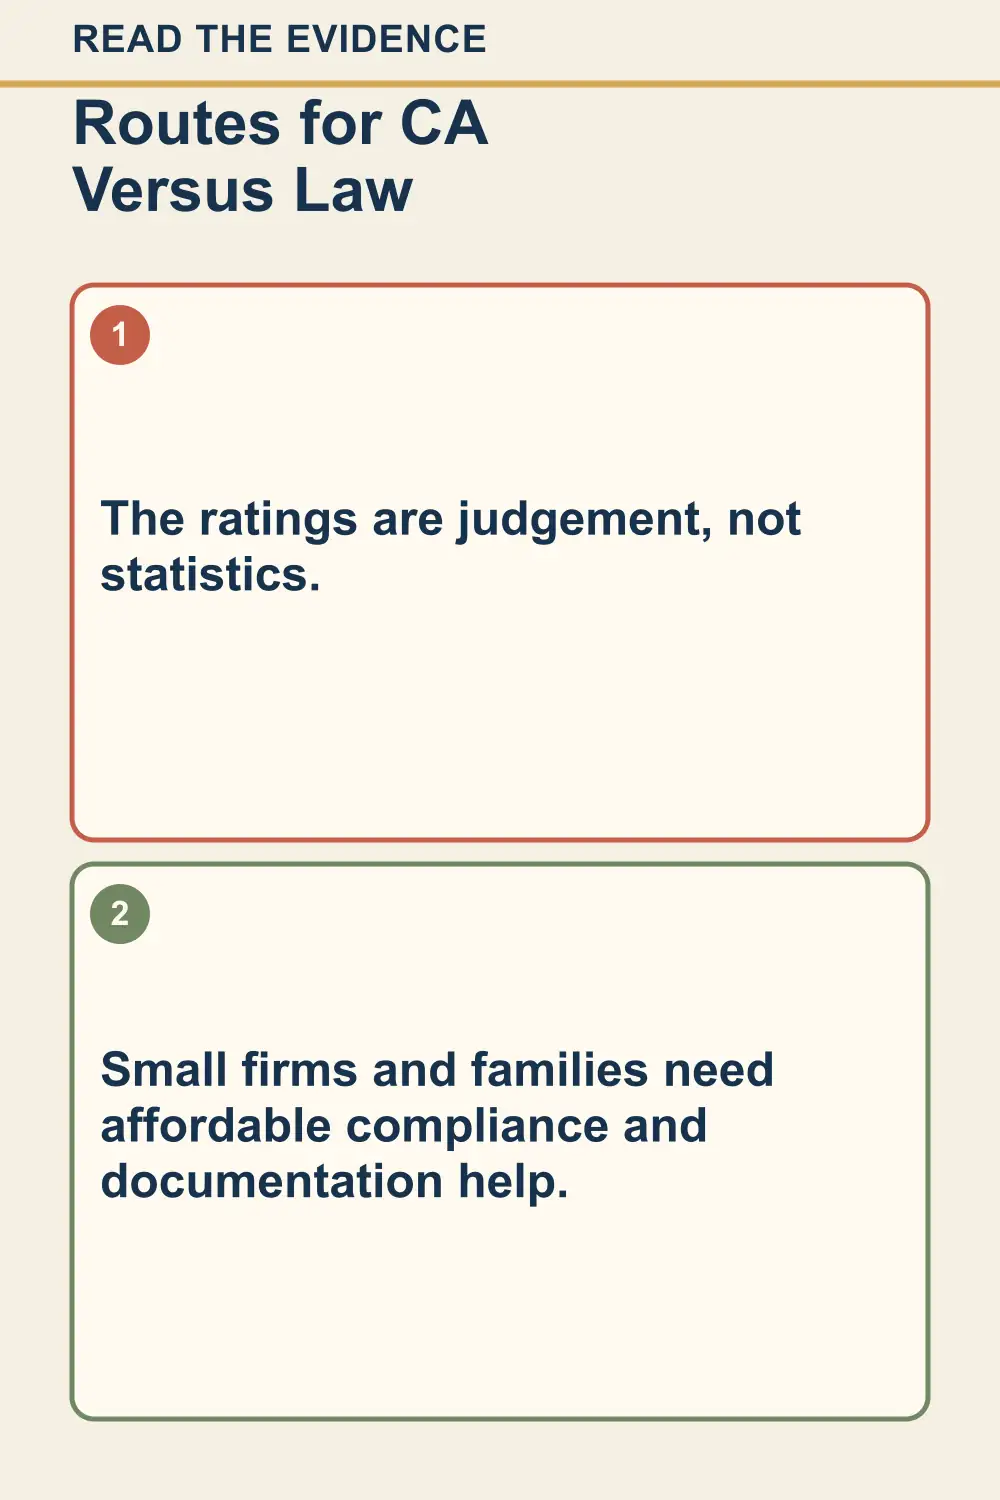 READ THE EVIDENCE
Routes for CA
Versus Law
1
The ratings are judgement, not
statistics.
2
Small firms and families need
affordable compliance and
documentation help.